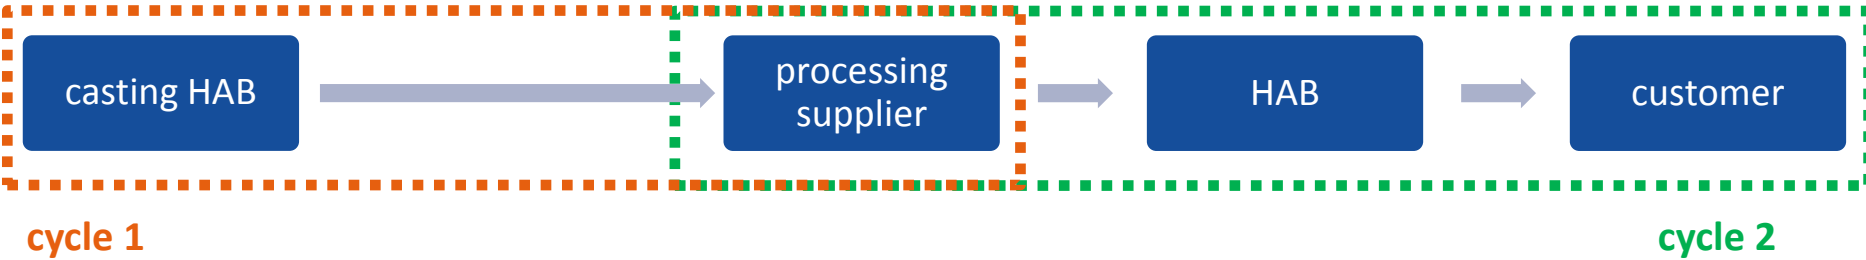 casting HAB
processing
supplier
HAB
customer
cycle 1
cycle 2